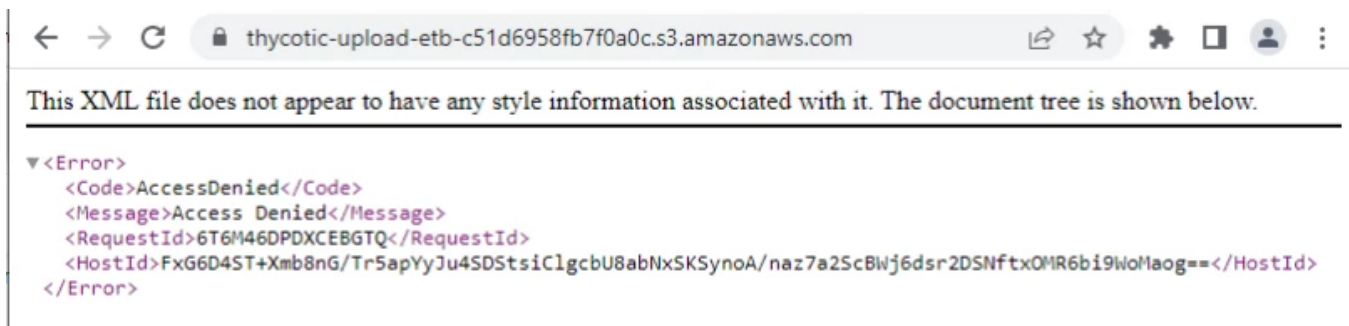 thycotic-upload-etb-c51d6958fb7f0a0c.s3.amazonaws.com
This XML file does not appear to have any style information associated with it. The document tree is shown below.
▼<Error>
<Code>AccessDenied</Code>
<Message>Access Denied</Message>
<RequestId>6T6M46DPDXCEBGTQ</RequestId>
<HostId>FxG6D4ST+Xmb8nG/Tr5apYyJu4SDStsiClgcbU8abNxSKSynoA/naz7a2ScBWj6dsr2DSNftxOMR6bi9WoMaog==</HostId>
</Error>